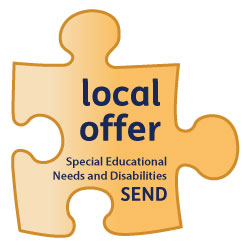 local
offer
Special Educational
Needs and Disabilities
SEND